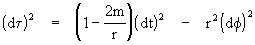 (dτ)² = (1 − 2m/r)(dt)² − r²(dϕ)²